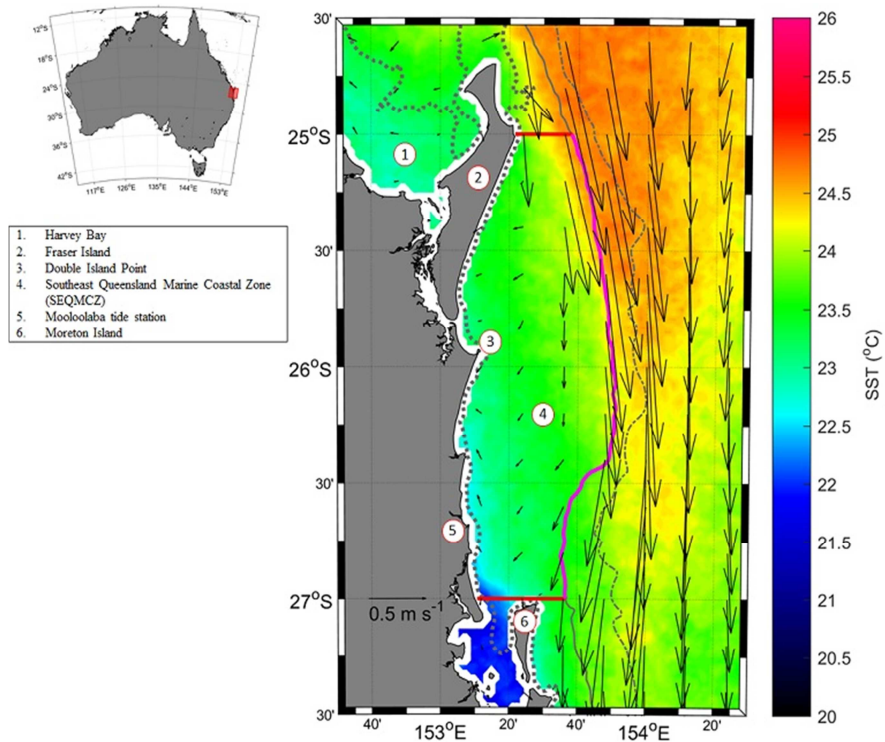 12°S
18°S
24°S
30°S
36°S
42°S
117°E
126°E
135°E
144°E
153°E
1. Harvey Bay
2. Fraser Island
3. Double Island Point
4. Southeast Queensland Marine Coastal Zone
(SEQMCZ)
5. Mooloolaba tide station
6. Moreton Island
30'
25°S
30'
26°S
30'
27°S
30'
1
2
3
4
5
6
0.5 m s-1
40'
153°E
20'
40'
154°E
20'
26
25.5
25
24.5
24
23.5
23
22.5
22
21.5
21
20.5
20
SST (°C)